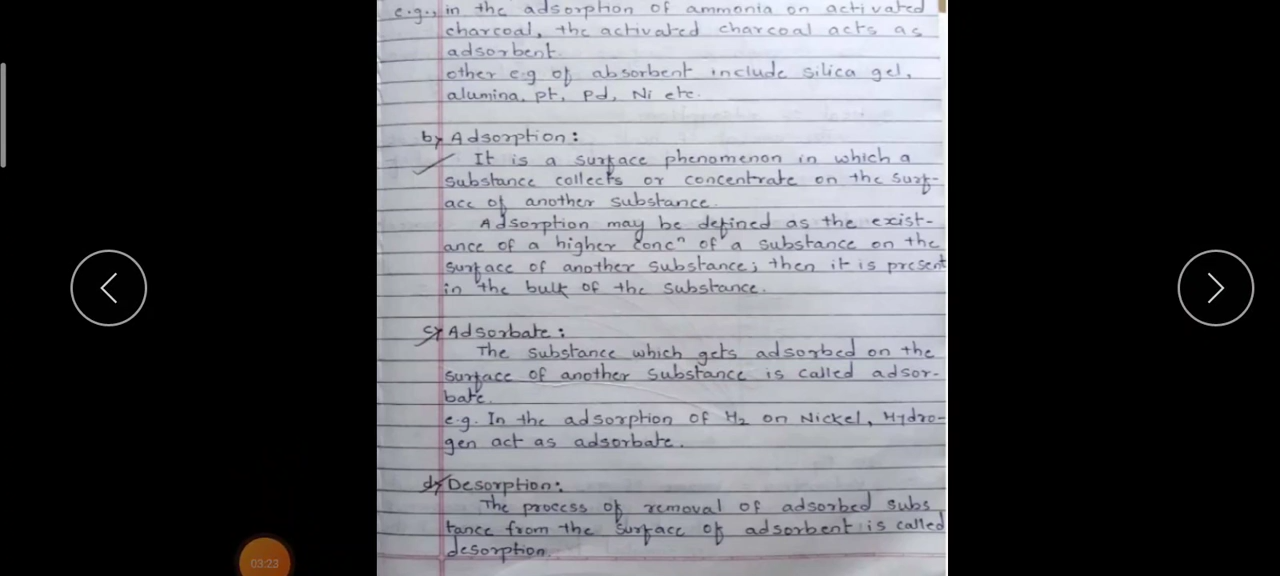 e.g., in the adsorption of ammonia on activated
charcoal, the activated charcoal acts as
adsorbent.
other e.g of absorbent include silica gel,
alumina, pt, pd, Ni etc.
b) Adsorption:
It is a surface phenomenon in which a
substance collects or concentrate on the surf-
ace of another substance.
Adsorption may be defined as the exist-
ance of a higher concⁿ of a substance on the
surface of another substance; then it is present
in the bulk of the substance.
c) Adsorbate:
The substance which gets adsorbed on the
surface of another substance is called adsor-
bate.
e.g. In the adsorption of H₂ on Nickel, Hydro-
gen act as adsorbate.
d) Desorption:
The process of removal of adsorbed subs
tance from the surface of adsorbent is called
desorption.
03:23